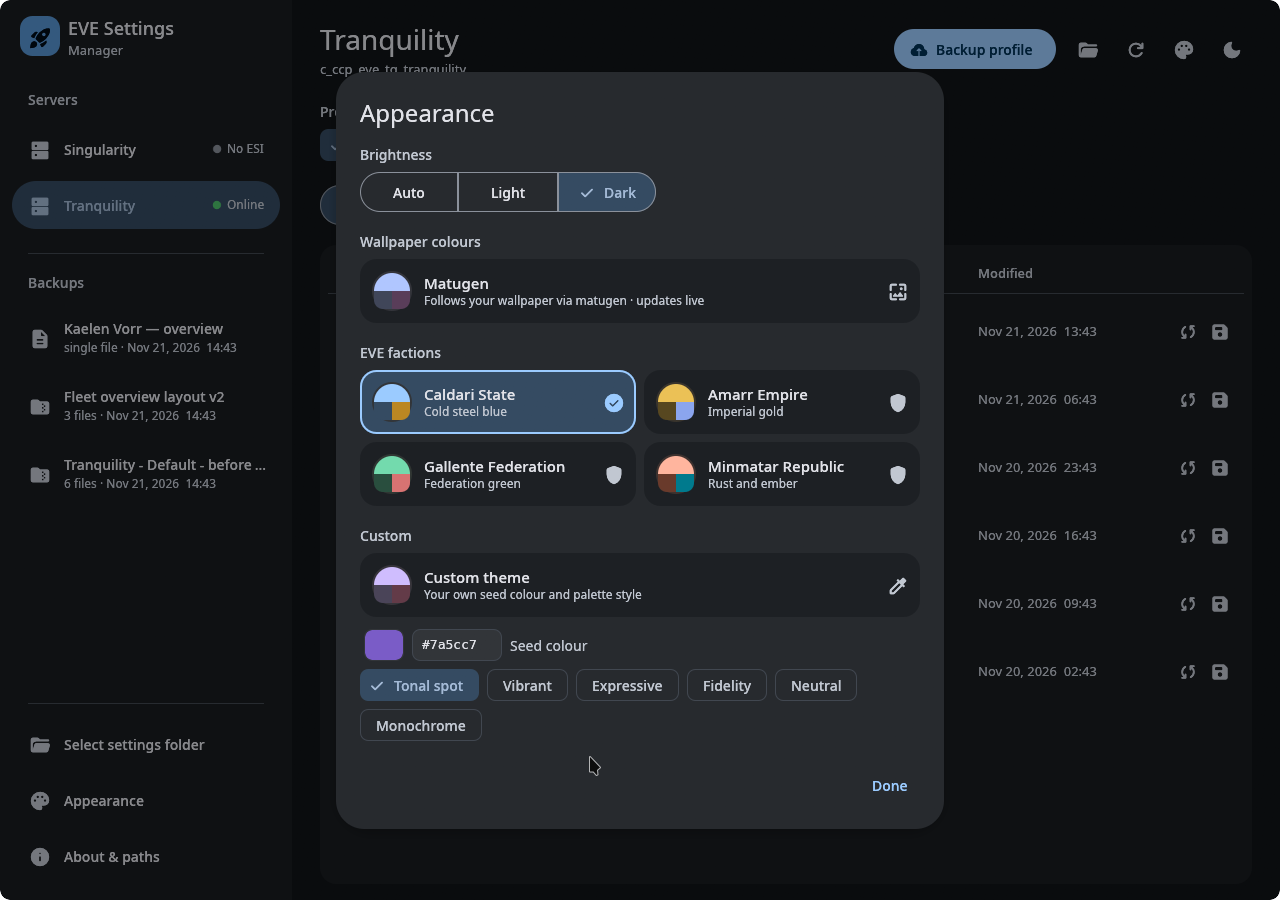 EVE Settings
Manager
Servers
Singularity
No ESI
Tranquility
Online
Backups
Kaelen Vorr — overview
single file · Nov 21, 2026 14:43
Fleet overview layout v2
3 files · Nov 21, 2026 14:43
Tranquility - Default - before ...
6 files · Nov 21, 2026 14:43
Select settings folder
Appearance
About & paths
Tranquility
c_ccp_eve_tq_tranquility
Backup profile
Appearance
Brightness
Auto
Light
Dark
Wallpaper colours
Matugen
Follows your wallpaper via matugen · updates live
EVE factions
Caldari State
Cold steel blue
Amarr Empire
Imperial gold
Gallente Federation
Federation green
Minmatar Republic
Rust and ember
Custom
Custom theme
Your own seed colour and palette style
#7a5cc7
Seed colour
Tonal spot
Vibrant
Expressive
Fidelity
Neutral
Monochrome
Done
Modified
Nov 21, 2026 13:43
Nov 21, 2026 06:43
Nov 20, 2026 23:43
Nov 20, 2026 16:43
Nov 20, 2026 09:43
Nov 20, 2026 02:43